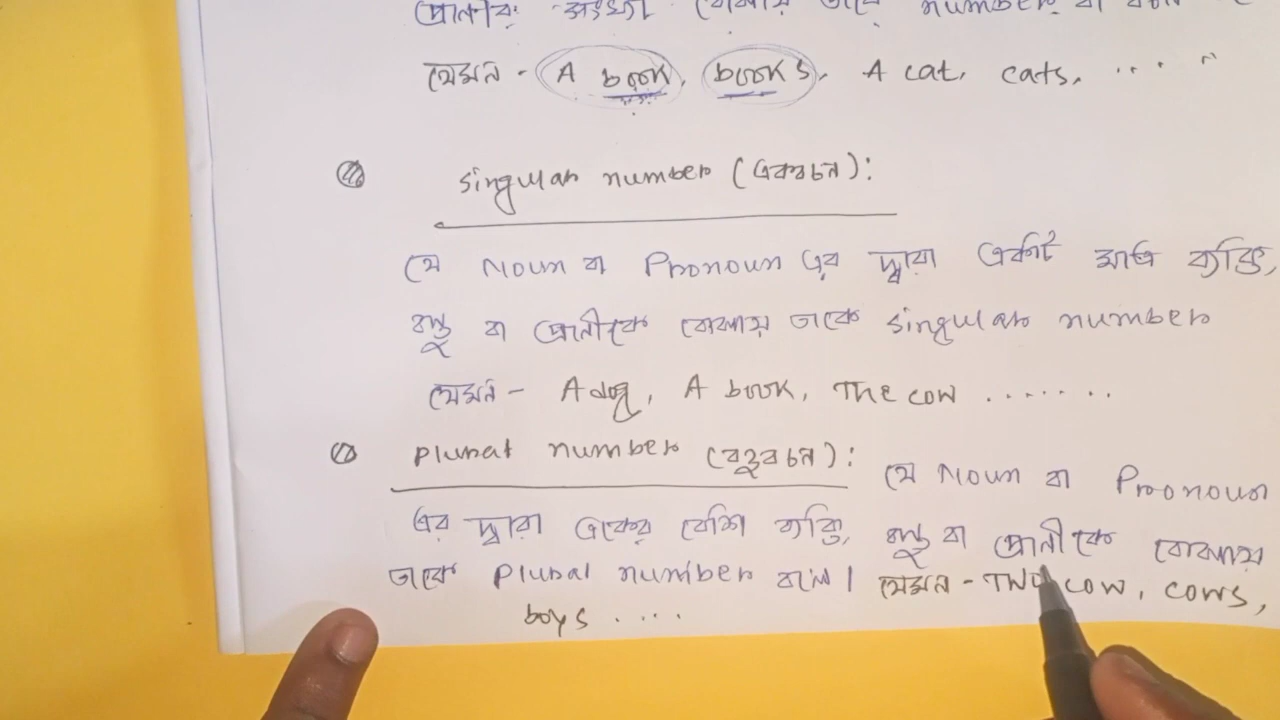 প্রাণীর সংখ্যা বোঝায় তাকে number বা বচন
যেমন - A book, books, A cat, cats, .....
singular number (একবচন):
যে Noun বা Pronoun এর দ্বারা একটি মাত্র ব্যক্তি,
বস্তু বা প্রানীকে বোঝায় তাকে singular number
যেমন - A dog, A book, The cow .......
plural number (বহুবচন): যে Noun বা Pronoun
এর দ্বারা একের বেশি ব্যক্তি, বস্তু বা প্রানীকে বোঝায়
তাকে plural number বলে। যেমন - Two cow, cows,
boys ....